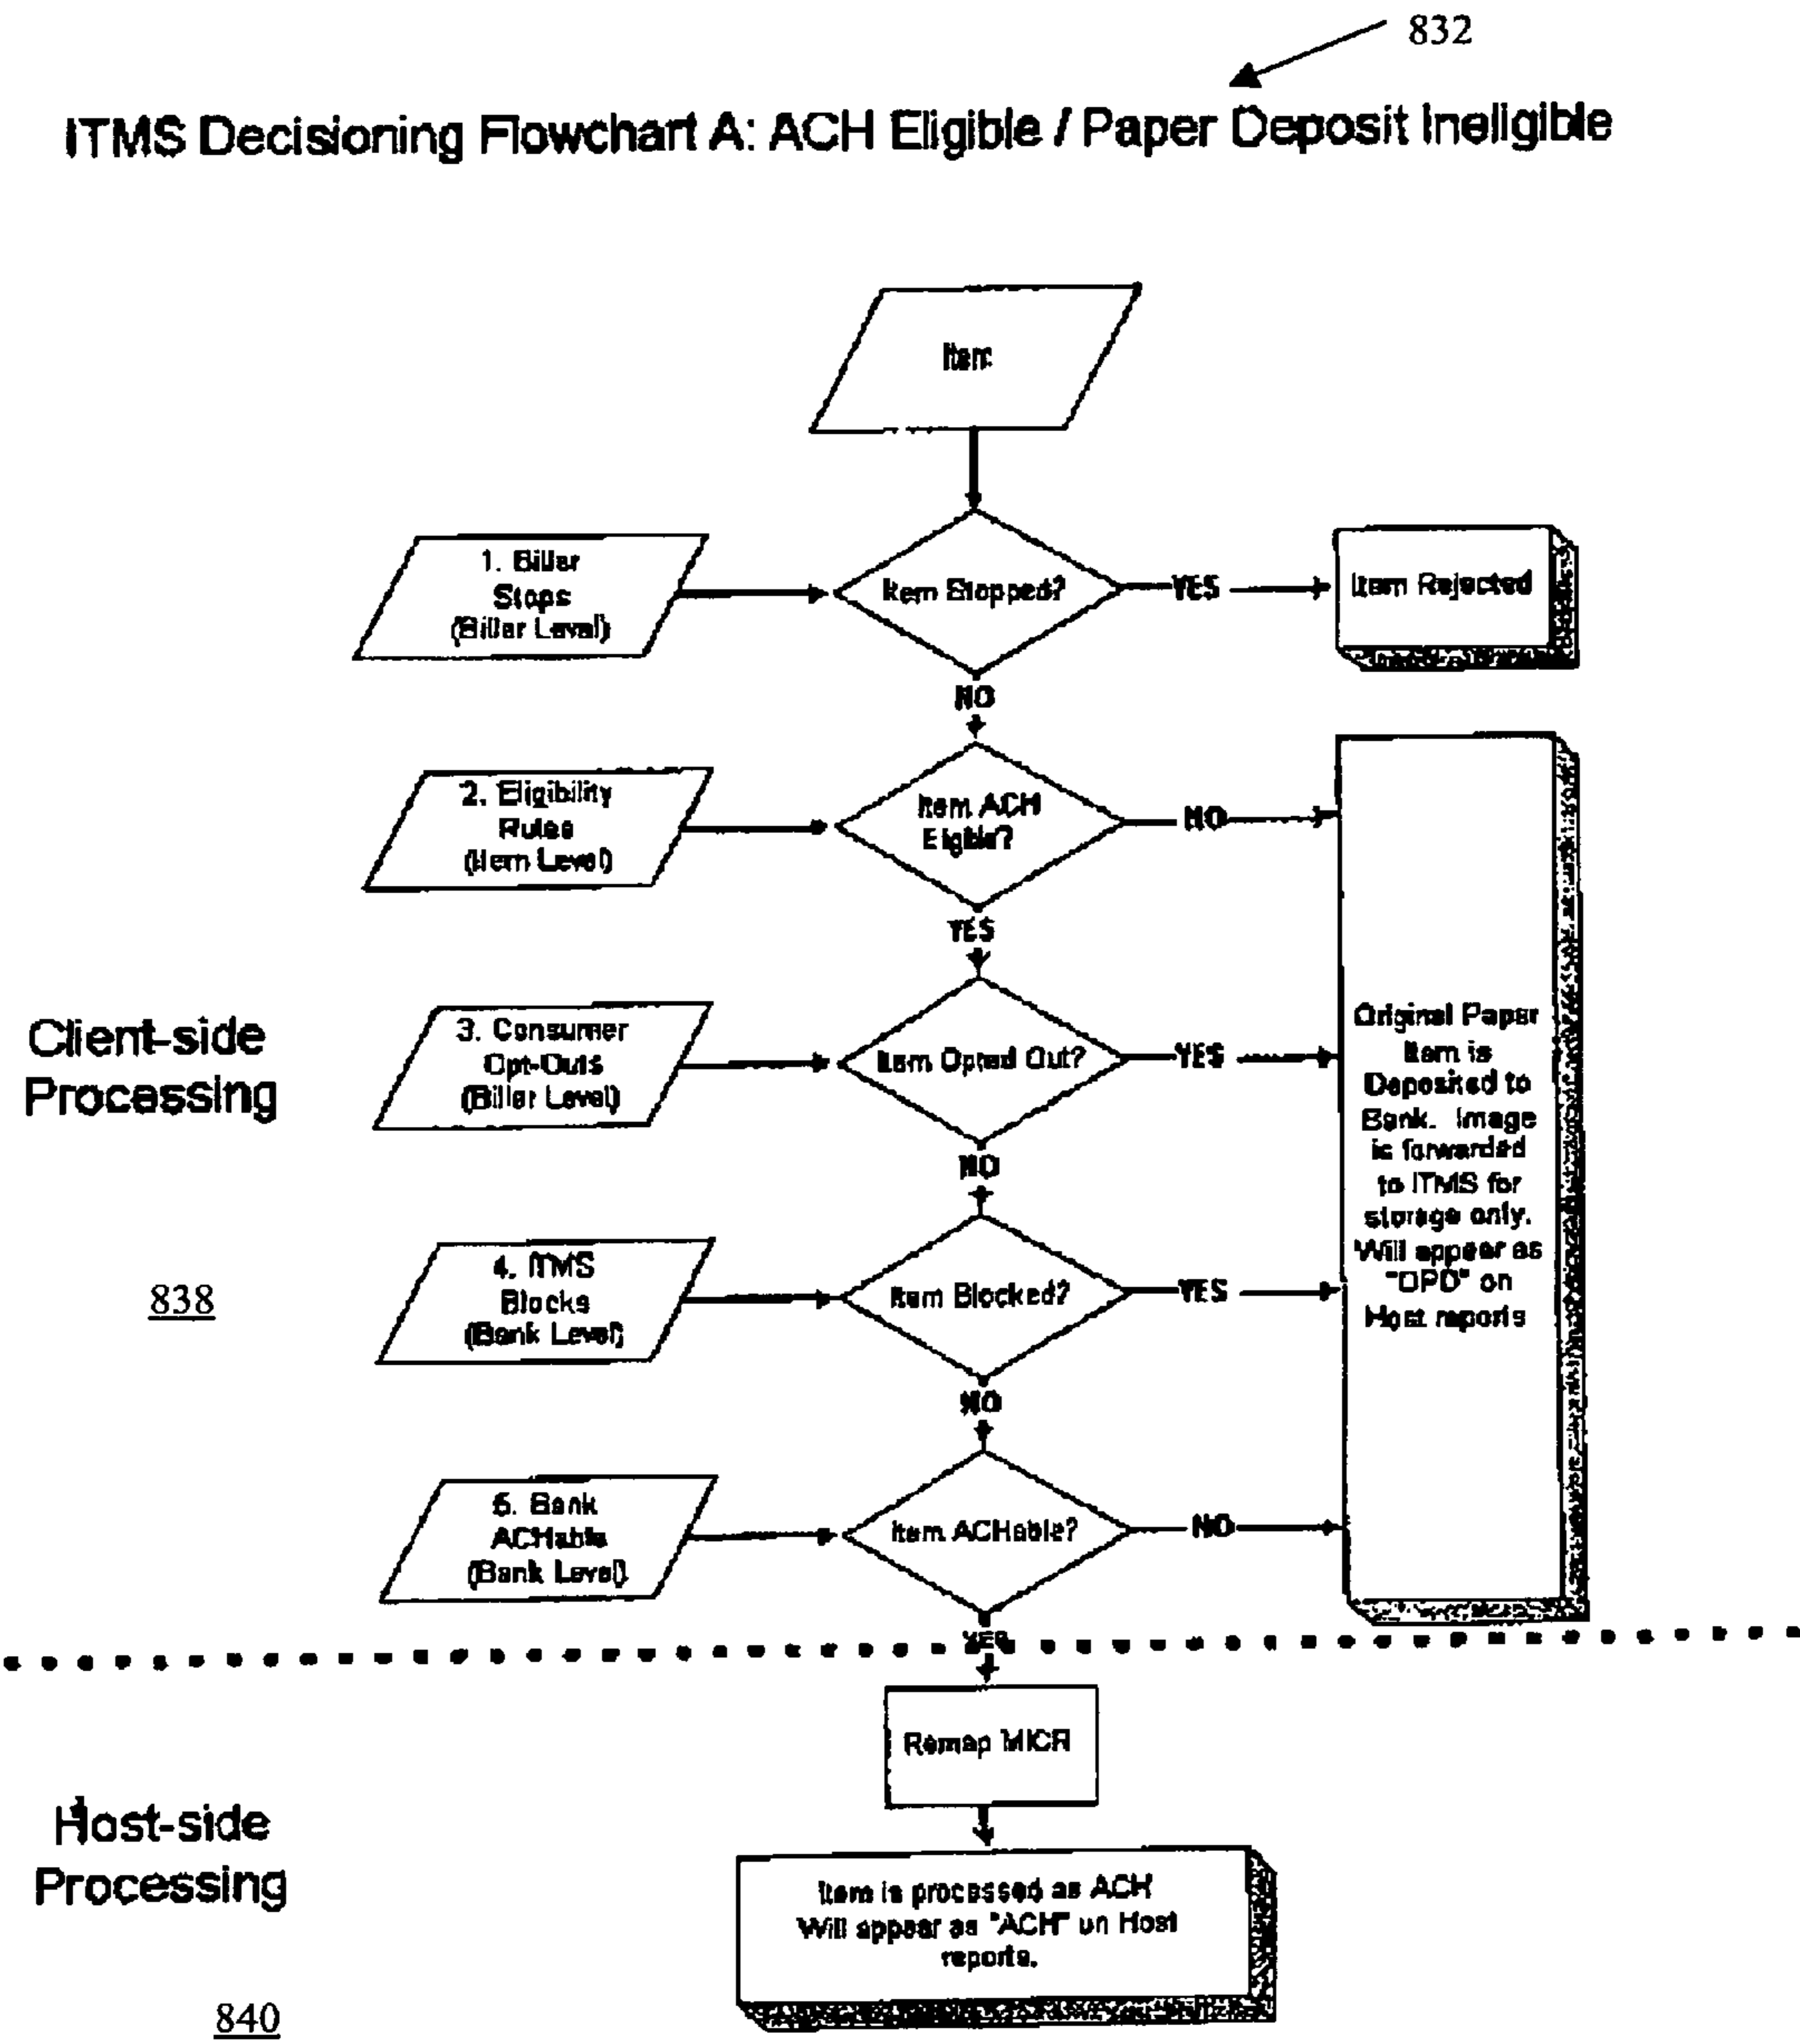 832
ITMS Decisioning Flowchart A: ACH Eligible / Paper Deposit Ineligible
Item
1. Biller
Stops
(Biller Level)
Item Stopped?
YES
Item Rejected
NO
2. Eligibility
Rules
(Item Level)
Item ACH
Eligible?
NO
YES
Client-side
Processing
3. Consumer
Opt-Outs
(Biller Level)
Item Opted Out?
YES
Original Paper
Item is
Deposited to
Bank. Image
is forwarded
to ITMS for
storage only.
Will appear as
"OPD" on
Host reports
NO
838
4. ITMS
Blocks
(Bank Level)
Item Blocked?
YES
NO
5. Bank
ACHable
(Bank Level)
Item ACHable?
NO
YES
Remap MICR
Host-side
Processing
Item is processed as ACH
Will appear as "ACH" on Host
reports.
840